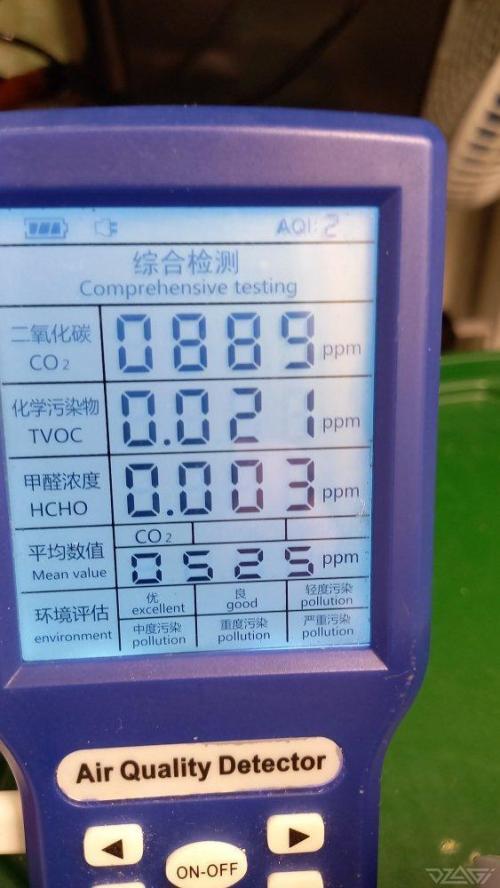 AQI: 2
综合检测
Comprehensive testing
二氧化碳
CO2
0889 ppm
化学污染物
TVOC
0.021 ppm
甲醛浓度
HCHO
0.003 ppm
平均数值
Mean value
CO2
0525 ppm
环境评估
environment
优
excellent
良
good
轻度污染
pollution
中度污染
pollution
重度污染
pollution
严重污染
pollution
Air Quality Detector
ON-OFF